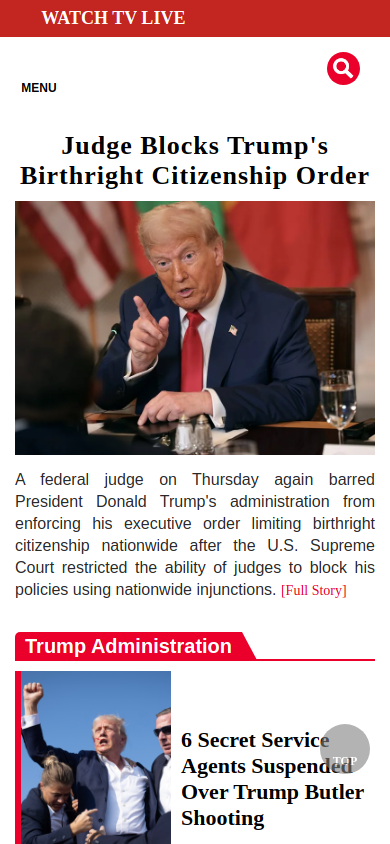 WATCH TV LIVE
MENU
Judge Blocks Trump's
Birthright Citizenship Order
A federal judge on Thursday again barred
President Donald Trump's administration from
enforcing his executive order limiting birthright
citizenship nationwide after the U.S. Supreme
Court restricted the ability of judges to block his
policies using nationwide injunctions. [Full Story]
Trump Administration
6 Secret Service
Agents Suspended
TOP
Over Trump Butler
Shooting